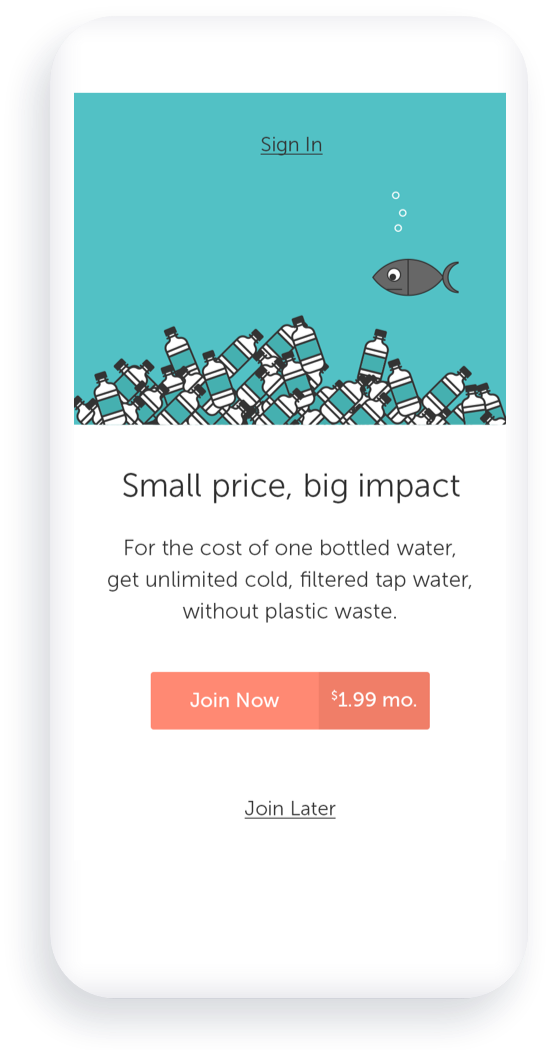 Sign In
Small price, big impact
For the cost of one bottled water,
get unlimited cold, filtered tap water,
without plastic waste.
Join Now $1.99 mo.
Join Later